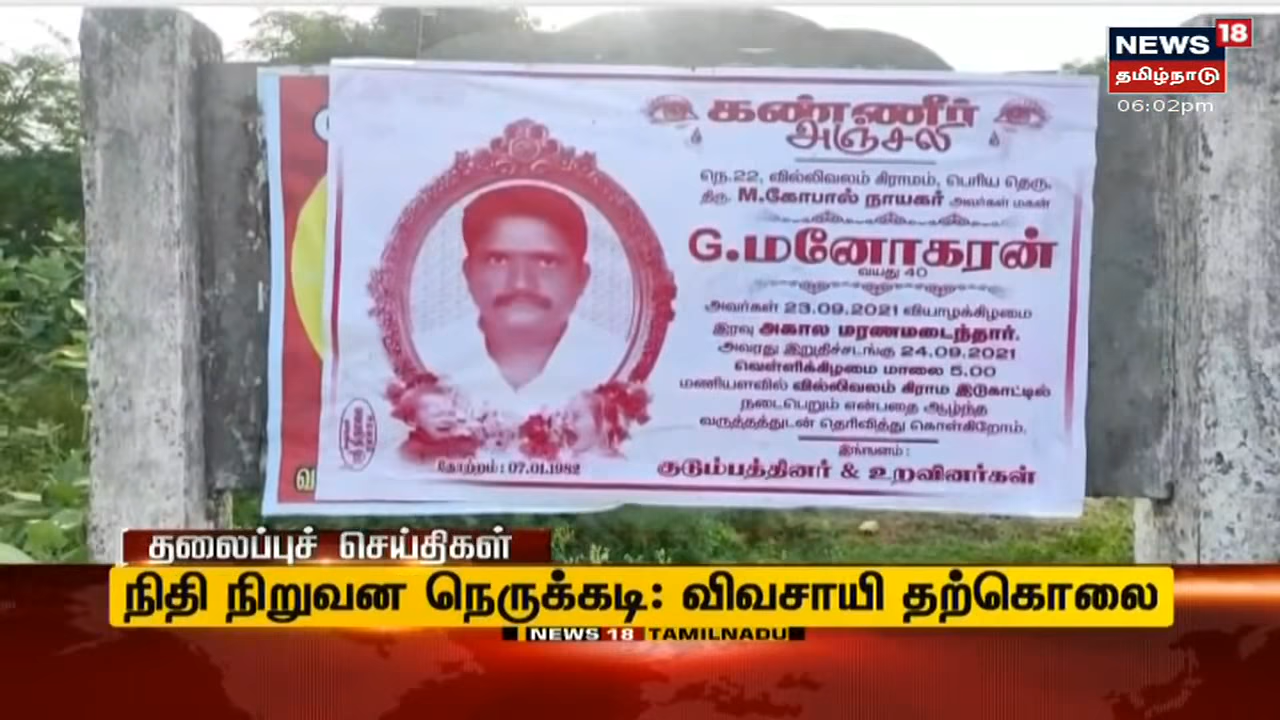 NEWS 18
தமிழ்நாடு
06:02pm
கண்ணீர்
அஞ்சலி
நெ.22, வில்லிவலம் கிராமம், பெரிய தெரு,
திரு. M.கோபால் நாயகர் அவர்கள் மகன்
G.மனோகரன்
வயது 40
அவர்கள் 23.09.2021 வியாழக்கிழமை
இரவு அகால மரணமடைந்தார்.
அவரது இறுதிச்சடங்கு 24.09.2021
வெள்ளிக்கிழமை மாலை 5.00
மணியளவில் வில்லிவலம் கிராம இடுகாட்டில்
நடைபெறும் என்பதை ஆழ்ந்த
வருத்தத்துடன் தெரிவித்து கொள்கிறோம்.
இங்ஙனம் :
குடும்பத்தினர் & உறவினர்கள்
தோற்றம் : 07.01.1982
தலைப்புச் செய்திகள்
நிதி நிறுவன நெருக்கடி: விவசாயி தற்கொலை
NEWS 18 TAMILNADU